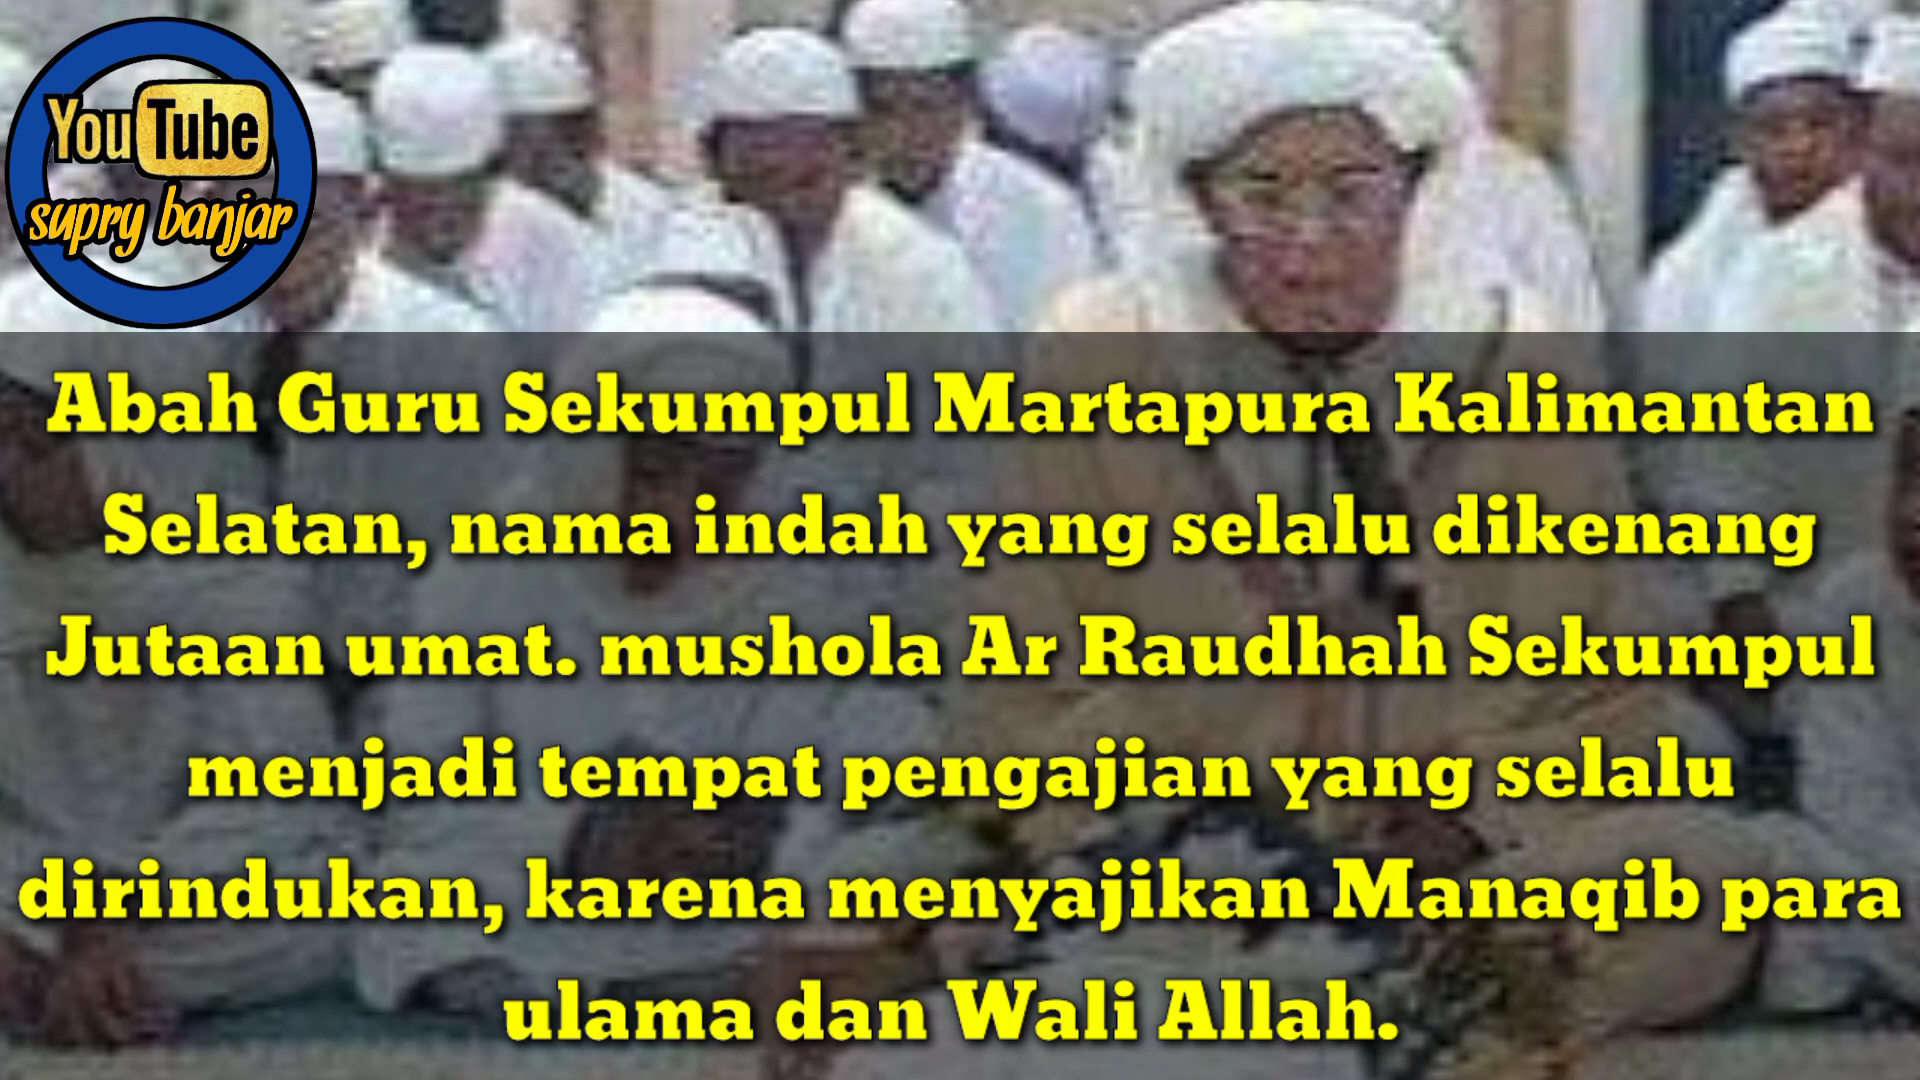 YouTube
supry banjar
Abah Guru Sekumpul Martapura Kalimantan
Selatan, nama indah yang selalu dikenang
Jutaan umat. mushola Ar Raudhah Sekumpul
menjadi tempat pengajian yang selalu
dirindukan, karena menyajikan Manaqib para
ulama dan Wali Allah.